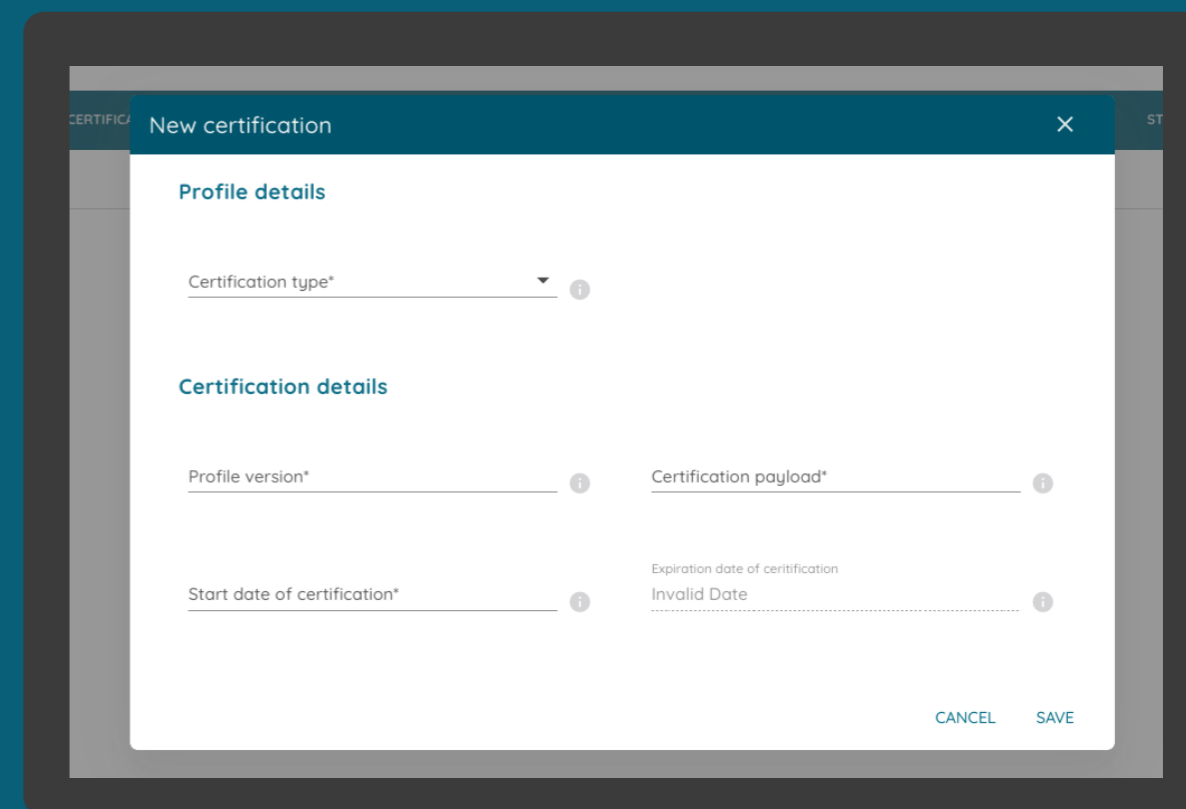 CERTIFICA
New certification
ST
Profile details
Certification type*
Certification details
Profile version*
Certification payload*
Start date of certification*
Expiration date of ceritification
Invalid Date
CANCEL
SAVE